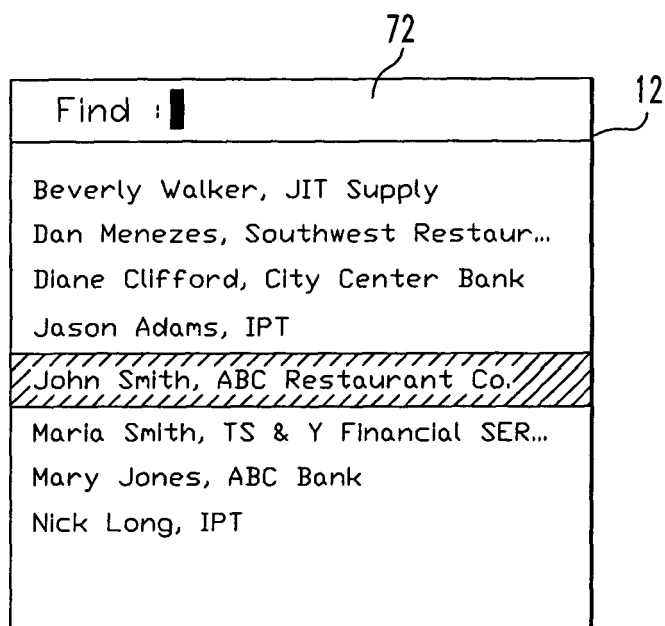 72
12
Find :
Beverly Walker, JIT Supply
Dan Menezes, Southwest Restaur...
Diane Clifford, City Center Bank
Jason Adams, IPT
John Smith, ABC Restaurant Co.
Maria Smith, TS & Y Financial SER...
Mary Jones, ABC Bank
Nick Long, IPT